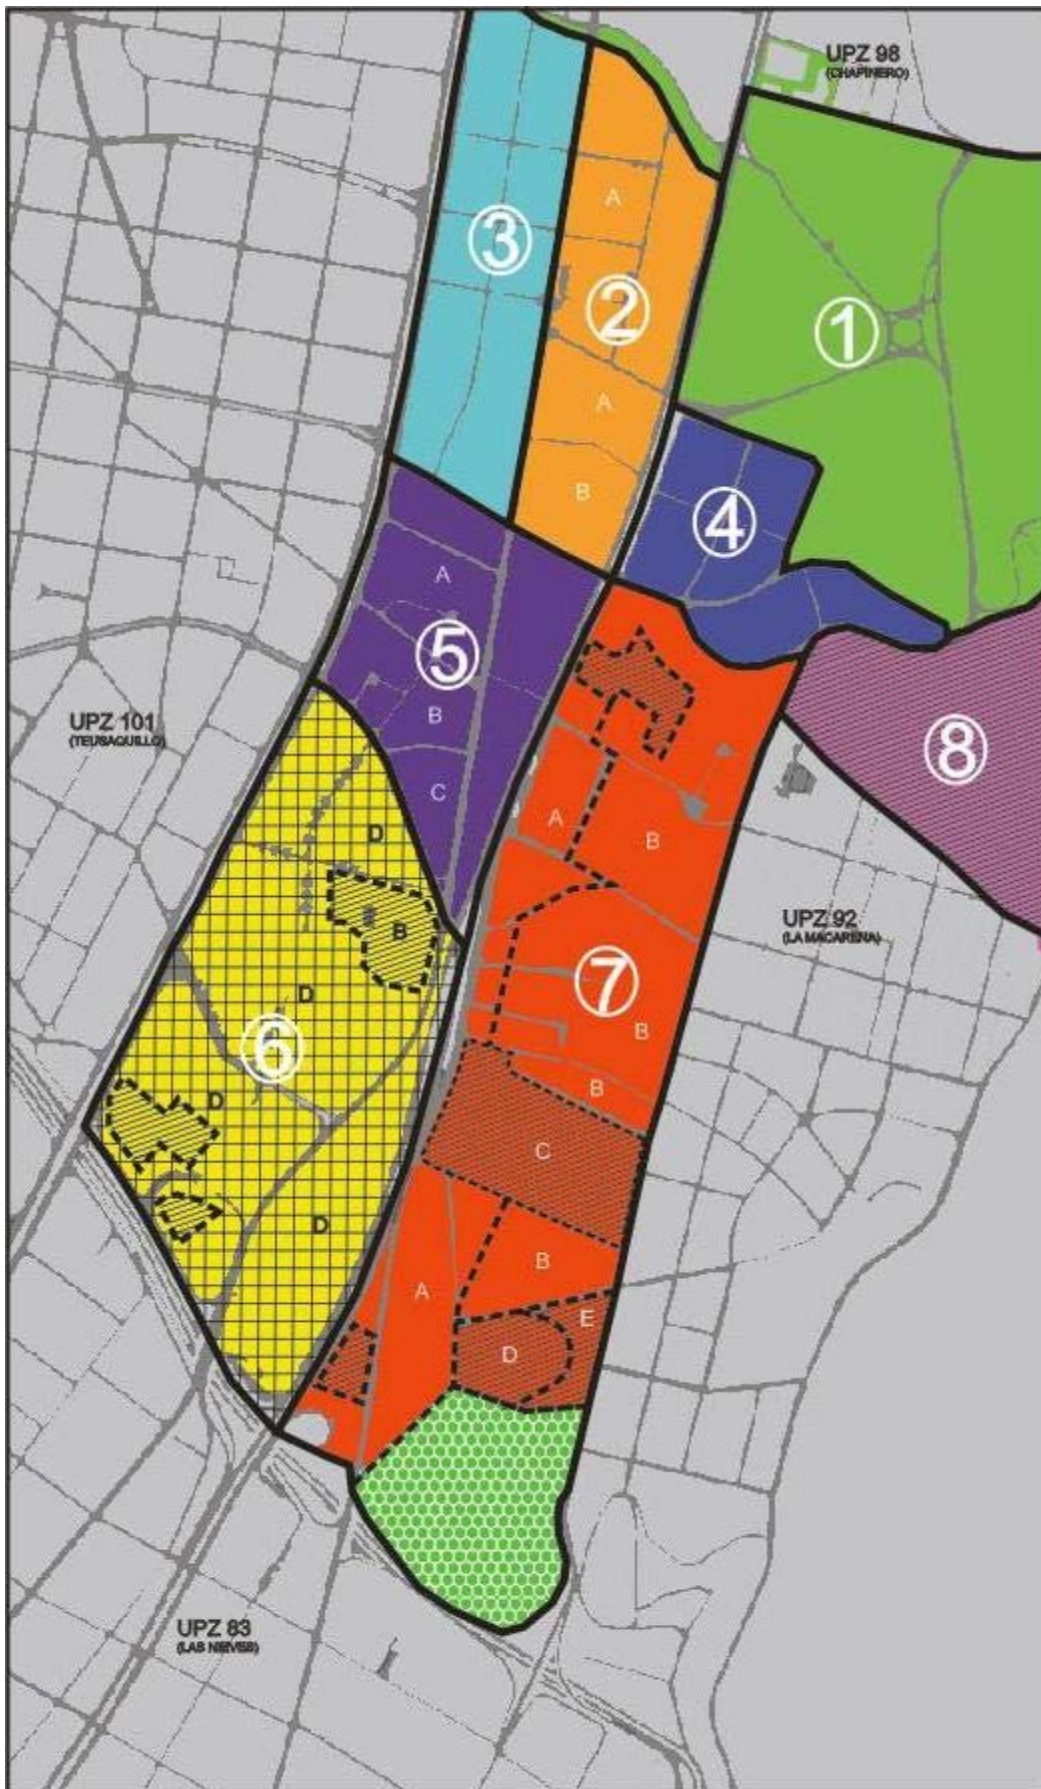 UPZ 98
(CHAPINERO)
A
3
2
1
A
B
4
A
5
B
UPZ 101
(TEUSAQUILLO)
8
C
A
D
B
UPZ 92
(LA MACARENA)
B
7
D
B
6
B
D
C
D
B
A
E
D
UPZ 83
(LAS NIEVES)